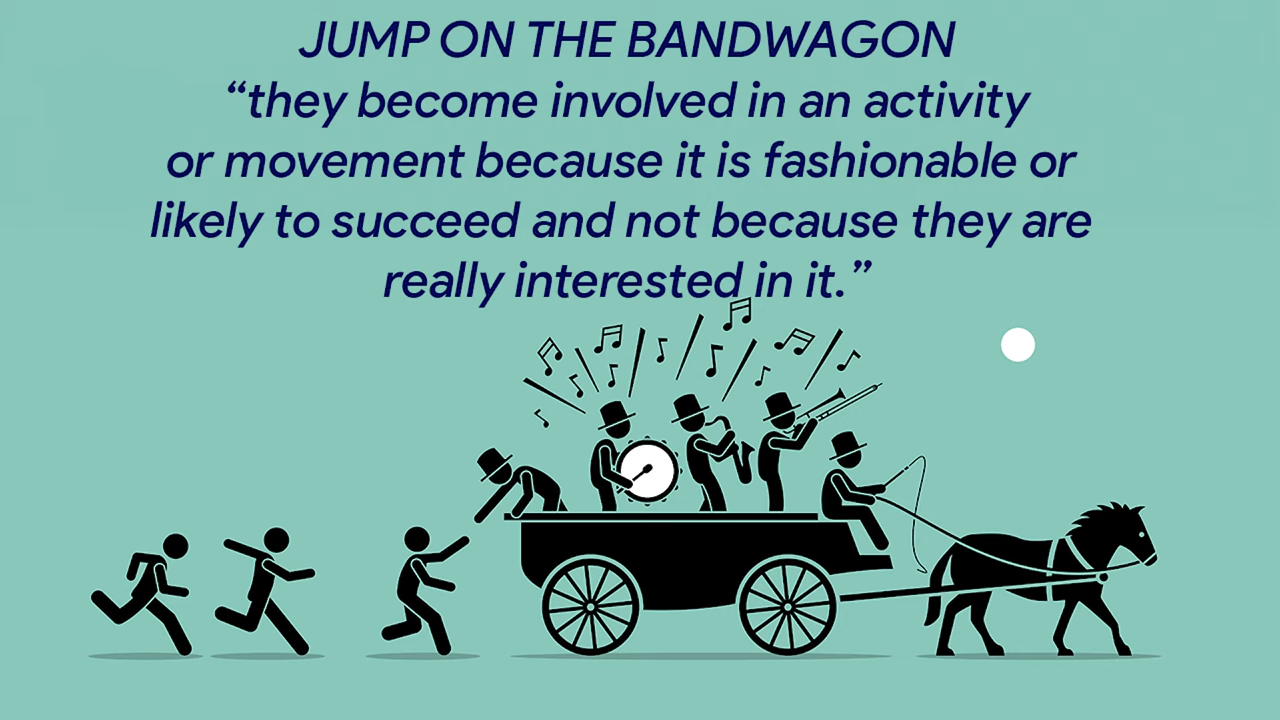 JUMP ON THE BANDWAGON
“they become involved in an activity
or movement because it is fashionable or
likely to succeed and not because they are
really interested in it.”